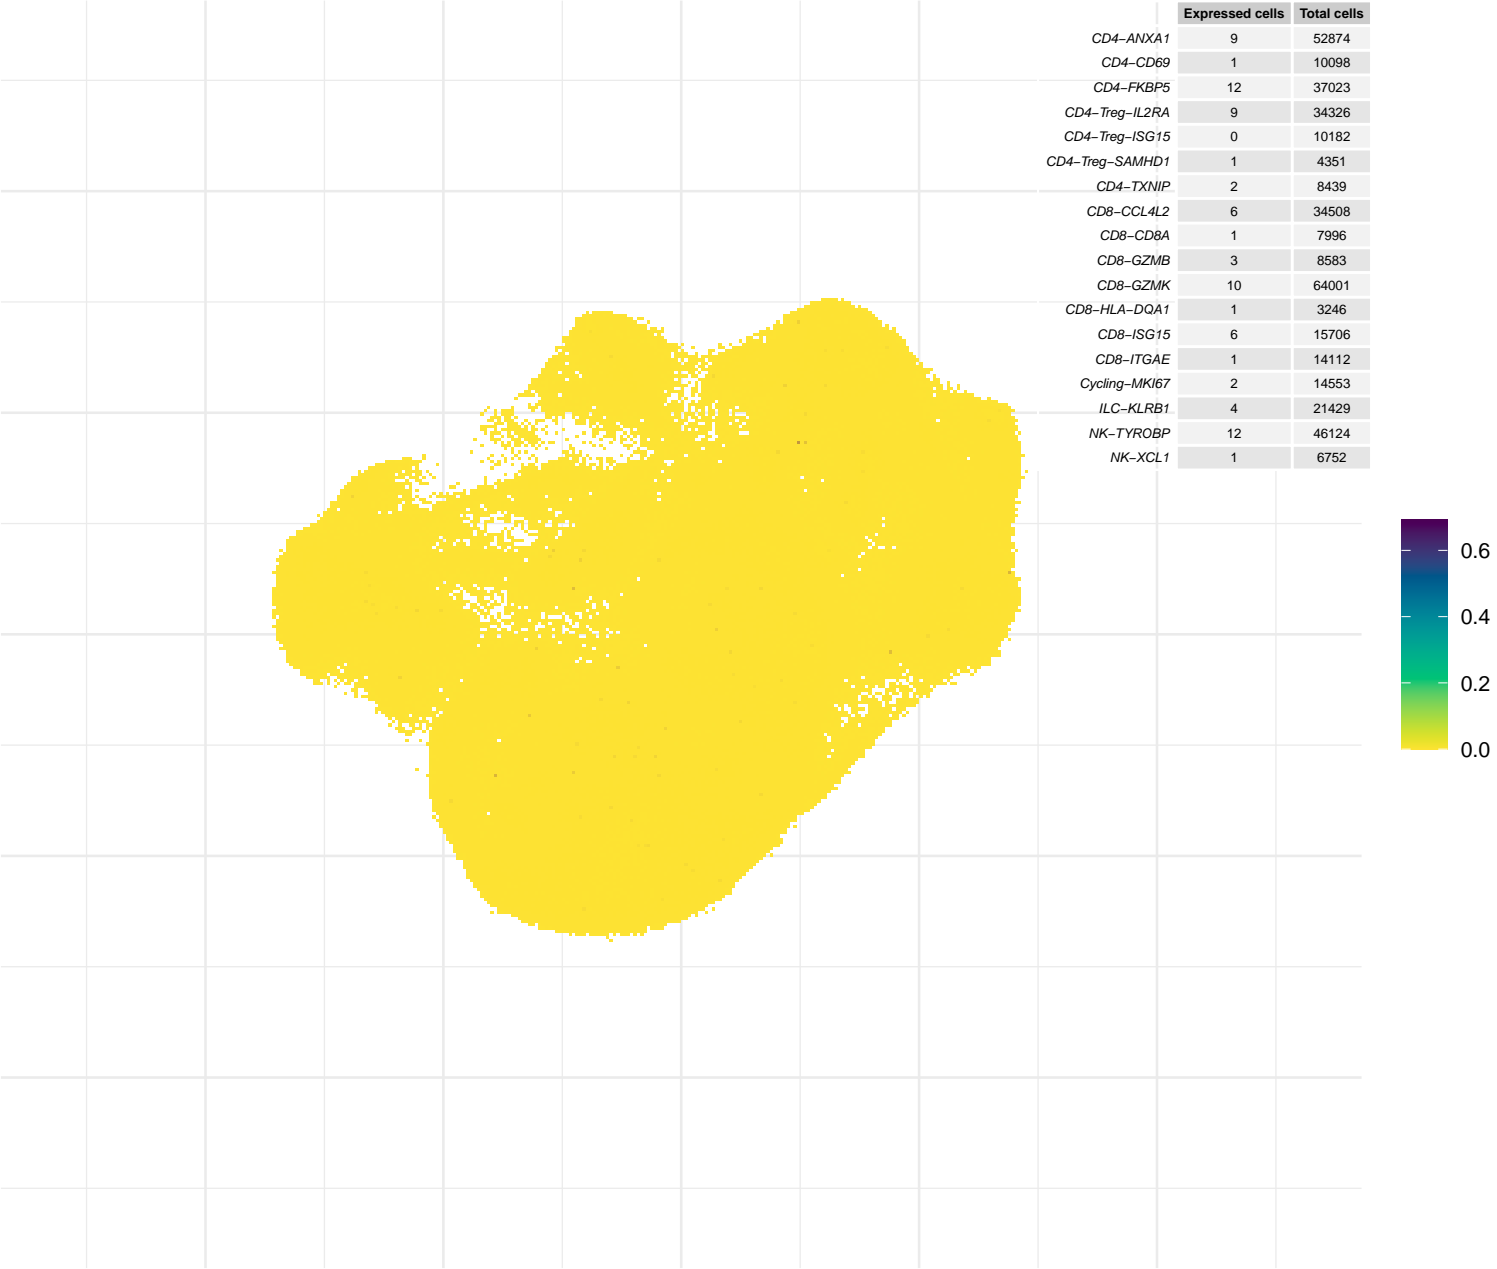 Expressed cells Total cells
CD4−ANXA1 9 52874
CD4−CD69 1 10098
CD4−FKBP5 12 37023
CD4−Treg−IL2RA 9 34326
CD4−Treg−ISG15 0 10182
CD4−Treg−SAMHD1 1 4351
CD4−TXNIP 2 8439
CD8−CCL4L2 6 34508
CD8−CD8A 1 7996
CD8−GZMB 3 8583
CD8−GZMK 10 64001
CD8−HLA−DQA1 1 3246
CD8−ISG15 6 15706
CD8−ITGAE 1 14112
Cycling−MKI67 2 14553
ILC−KLRB1 4 21429
NK−TYROBP 12 46124
NK−XCL1 1 6752
0.6
0.4
0.2
0.0